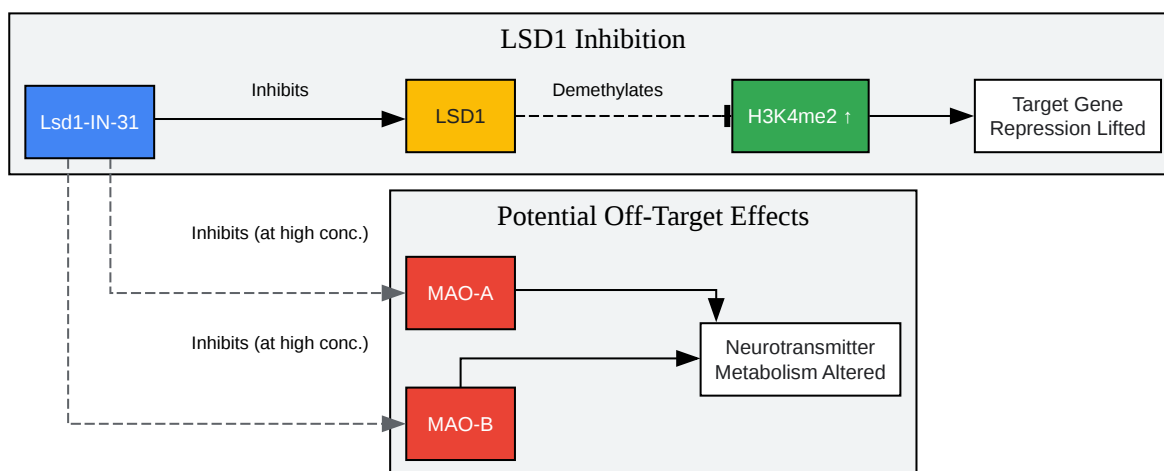 LSD1 Inhibition
Inhibits
Demethylates
Lsd1-IN-31
LSD1
H3K4me2 ↑
Target Gene
Repression Lifted
Potential Off-Target Effects
Inhibits (at high conc.)
MAO-A
Inhibits (at high conc.)
Neurotransmitter
Metabolism Altered
MAO-B